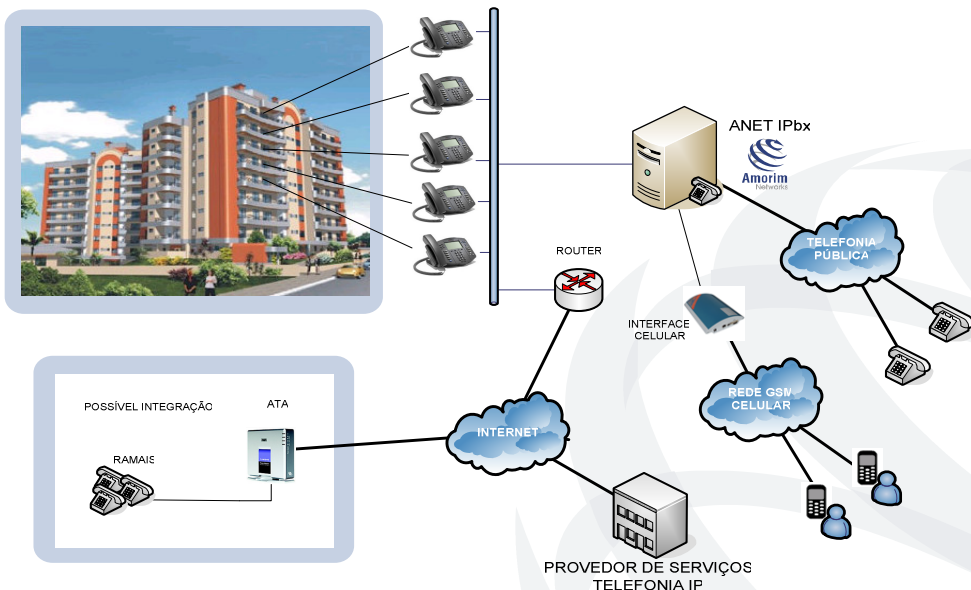 ANET IPbx
Amorim
Networks
TELEFONIA
PÚBLICA
ROUTER
INTERFACE
CELULAR
REDE GSM
CELULAR
POSSÍVEL INTEGRAÇÃO
ATA
INTERNET
RAMAIS
PROVEDOR DE SERVIÇOS
TELEFONIA IP